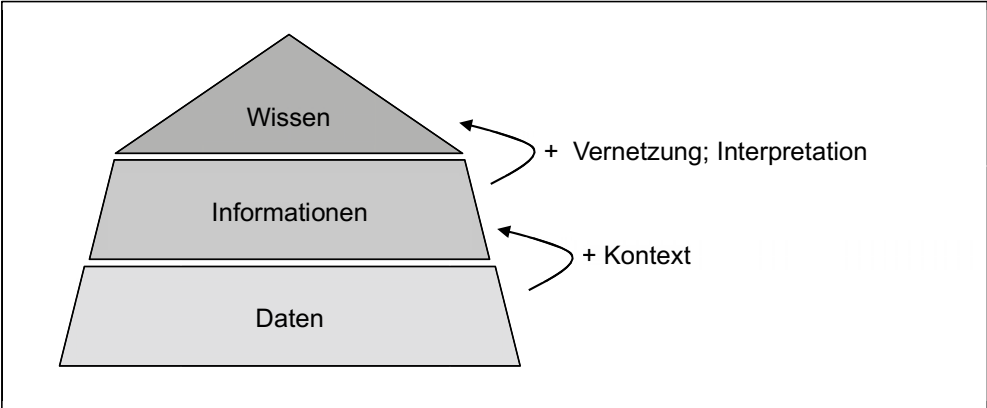 Wissen
+ Vernetzung; Interpretation
Informationen
+ Kontext
Daten